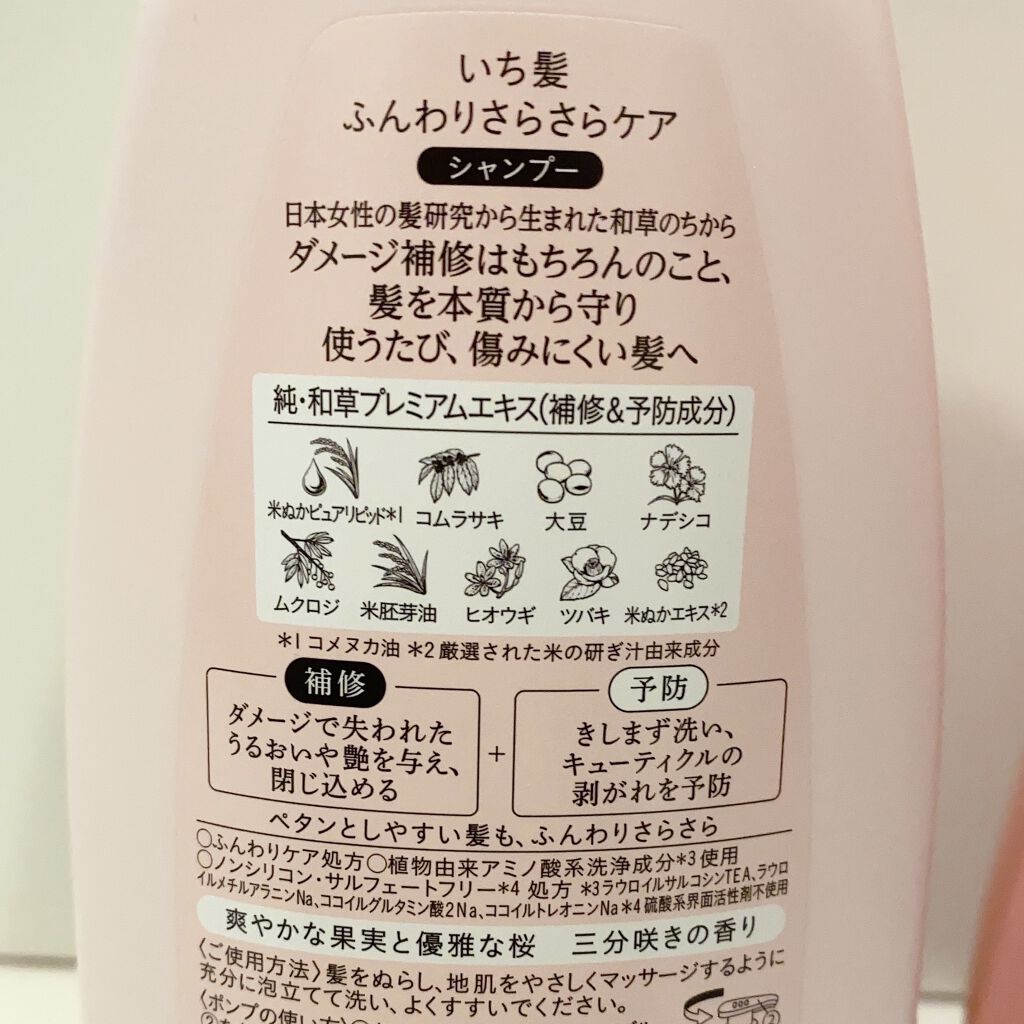 いち髪
ふんわりさらさらケア
シャンプー
日本女性の髪研究から生まれた和草のちから
ダメージ補修はもちろんのこと、
髪を本質から守り
使うたび、傷みにくい髪へ
純・和草プレミアムエキス(補修&予防成分)
米ぬかピュアリピッド*1 コムラサキ 大豆 ナデシコ
ムクロジ 米胚芽油 ヒオウギ ツバキ 米ぬかエキス*2
*1 コメヌカ油 *2 厳選された米の研ぎ汁由来成分
補修
ダメージで失われた
うるおいや艶を与え、
閉じ込める
+
予防
きしまず洗い、
キューティクルの
剥がれを予防
ペタンとしやすい髪も、ふんわりさらさら
○ふんわりケア処方○植物由来アミノ酸系洗浄成分*3使用
○ノンシリコン・サルフェートフリー*4 処方 *3ラウロイルサルコシンTEA、ラウロ
イルメチルアラニンNa、ココイルグルタミン酸2Na、ココイルトレオニンNa *4 硫酸系界面活性剤不使用
爽やかな果実と優雅な桜 三分咲きの香り
〈ご使用方法〉髪をぬらし、地肌をやさしくマッサージするように
充分に泡立てて洗い、よくすすいでください。
〈ポンプの使い方〉